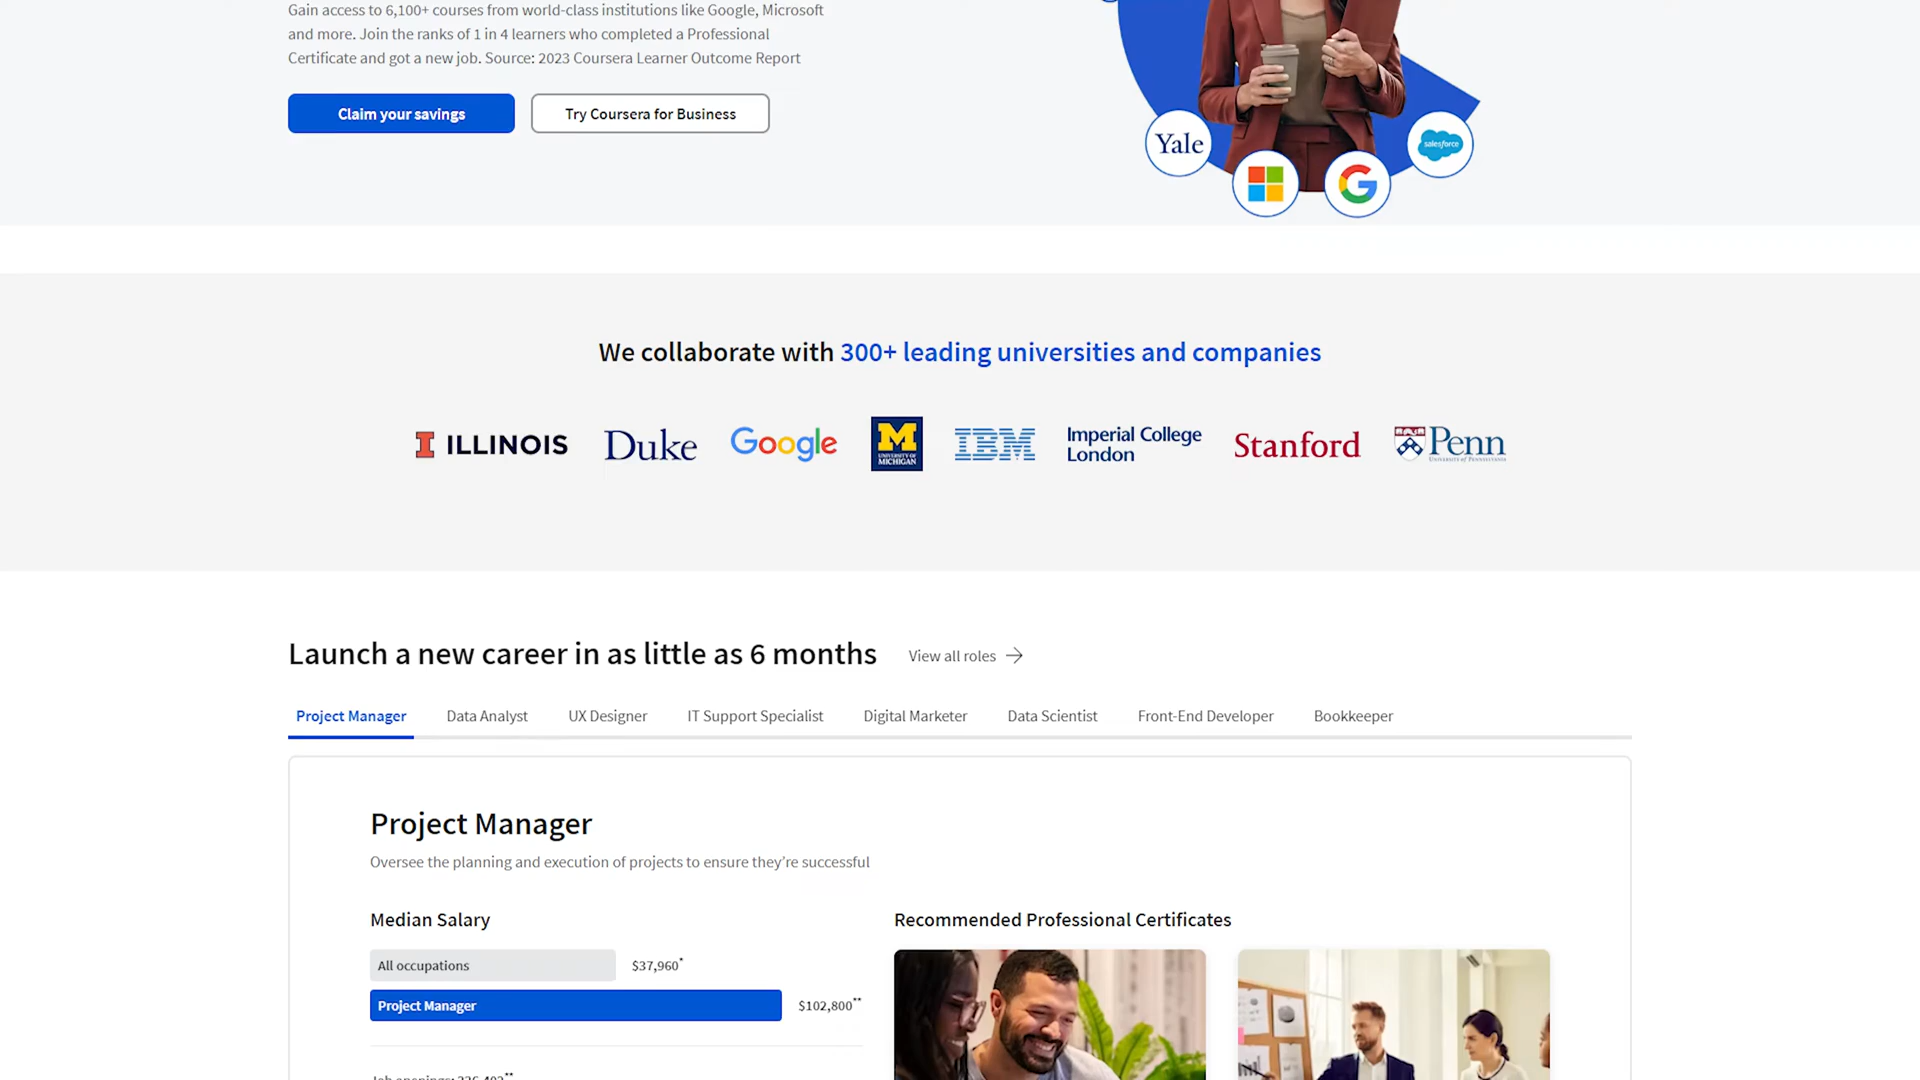 Gain access to 6,100+ courses from world-class institutions like Google, Microsoft
and more. Join the ranks of 1 in 4 learners who completed a Professional
Certificate and got a new job. Source: 2023 Coursera Learner Outcome Report
Claim your savings
Try Coursera for Business
Yale
salesforce
We collaborate with 300+ leading universities and companies
I ILLINOIS
Duke
Google
M
UNIVERSITY OF
MICHIGAN
IBM
Imperial College
London
Stanford
Penn
UNIVERSITY of PENNSYLVANIA
Launch a new career in as little as 6 months
View all roles
Project Manager
Data Analyst
UX Designer
IT Support Specialist
Digital Marketer
Data Scientist
Front-End Developer
Bookkeeper
Project Manager
Oversee the planning and execution of projects to ensure they’re successful
Median Salary
Recommended Professional Certificates
All occupations
$37,960*
Project Manager
$102,800**